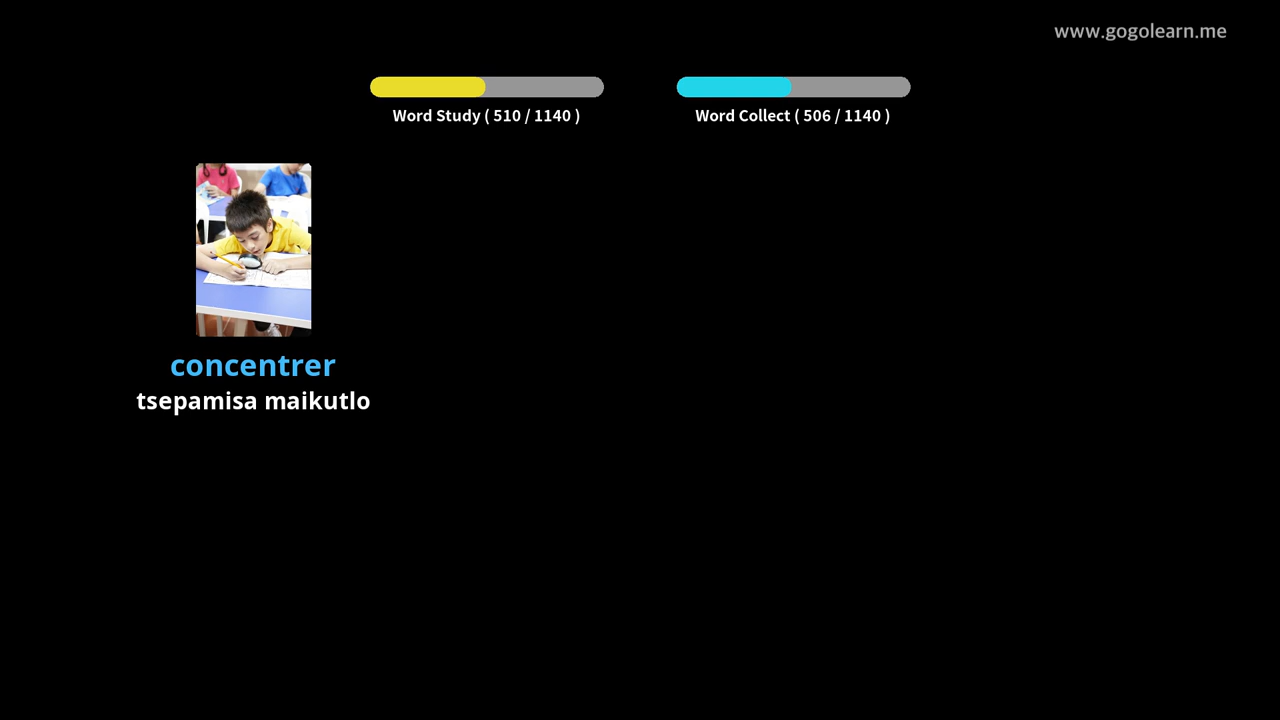 www.gogolearn.me
Word Study ( 510 / 1140 )
Word Collect ( 506 / 1140 )
concentrer
tsepamisa maikutlo